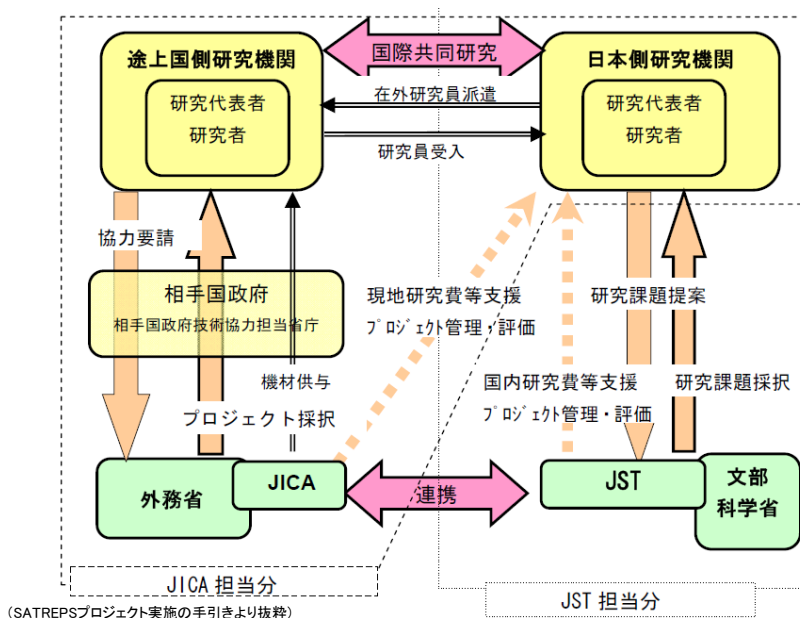 途上国側研究機関
国際共同研究
日本側研究機関
研究代表者
研究者
在外研究員派遣
研究員受入
研究代表者
研究者
協力要請
相手国政府
相手国政府技術協力担当省庁
現地研究費等支援
プロジェクト管理・評価
研究課題提案
機材供与
プロジェクト採択
国内研究費等支援
プロジェクト管理・評価
研究課題採択
外務省
JICA
連携
JST
文部
科学省
JICA 担当分
JST 担当分
(SATREPSプロジェクト実施の手引きより抜粋)